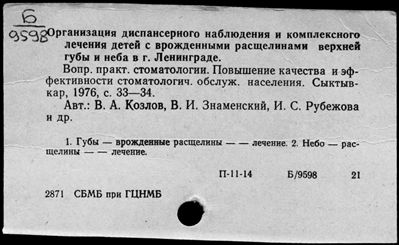 Б
9598
Организация диспансерного наблюдения и комплексного
лечения детей с врожденными расщелинами верхней
губы и неба в г. Ленинграде.
Вопр. практ. стоматологии. Повышение качества и эф-
фективности стоматологич. обслуж. населения. Сыктыв-
кар, 1976, с. 33—34.
Авт.: В. А. Козлов, В. И. Знаменский, И. С. Рубежова
и др.
1. Губы — врожденные расщелины — — лечение. 2. Небо — рас-
щелины — — лечение.
П-11-14 Б/9598 21
2871 СБМБ при ГЦНМБ